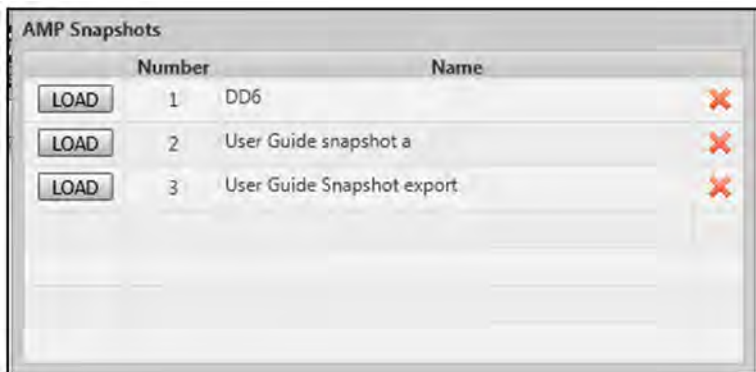 AMP Snapshots
Number Name
LOAD 1 DD6
LOAD 2 User Guide snapshot a
LOAD 3 User Guide Snapshot export